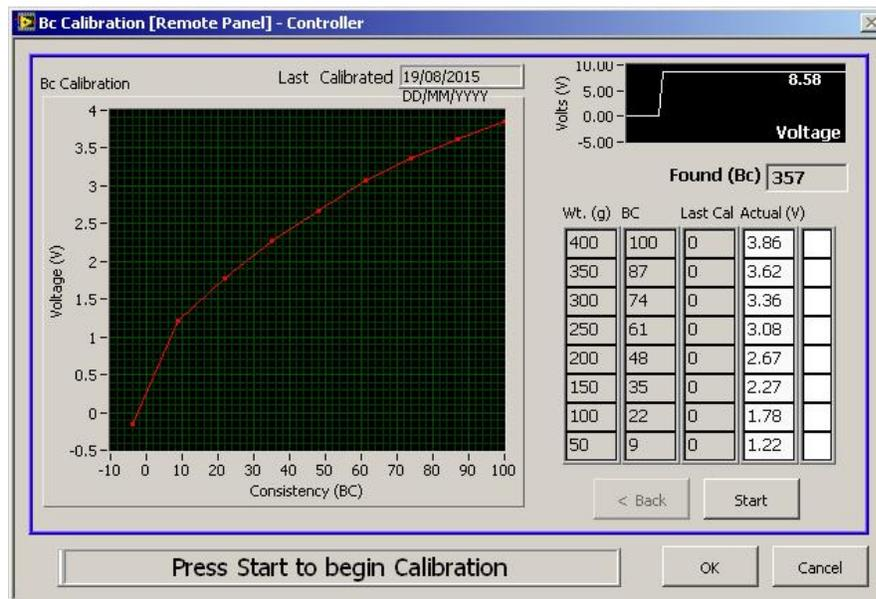 Bc Calibration [Remote Panel] - Controller
Bc Calibration
Last Calibrated 19/08/2015
DD/MM/YYYY
4
3.5
3
2.5
2
1.5
1
0.5
0
-0.5
Voltage (V)
-10 0 10 20 30 40 50 60 70 80 90 100
Consistency (BC)
10.00
5.00
0.00
-5.00
Volts (V)
8.58
Voltage
Found (Bc) 357
Wt. (g) BC Last Cal Actual (V)
400 100 0 3.86
350 87 0 3.62
300 74 0 3.36
250 61 0 3.08
200 48 0 2.67
150 35 0 2.27
100 22 0 1.78
50 9 0 1.22
< Back Start
Press Start to begin Calibration
OK Cancel